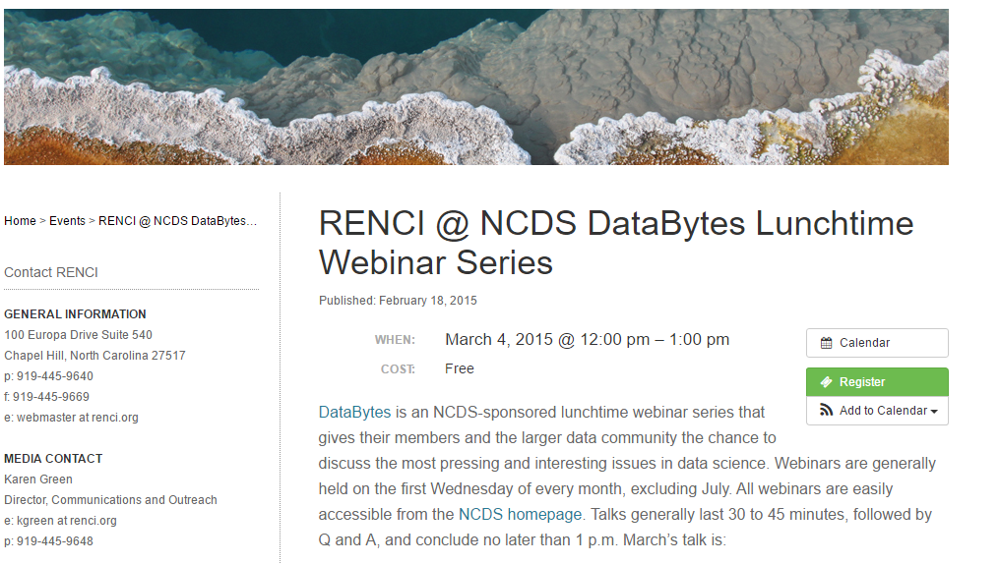 Home > Events > RENCI @ NCDS DataBytes...
Contact RENCI
GENERAL INFORMATION
100 Europa Drive Suite 540
Chapel Hill, North Carolina 27517
p: 919-445-9640
f: 919-445-9669
e: webmaster at renci.org
MEDIA CONTACT
Karen Green
Director, Communications and Outreach
e: kgreen at renci.org
p: 919-445-9648
RENCI @ NCDS DataBytes Lunchtime
Webinar Series
Published: February 18, 2015
WHEN: March 4, 2015 @ 12:00 pm – 1:00 pm
COST: Free
Calendar
Register
Add to Calendar
DataBytes is an NCDS-sponsored lunchtime webinar series that
gives their members and the larger data community the chance to
discuss the most pressing and interesting issues in data science. Webinars are generally
held on the first Wednesday of every month, excluding July. All webinars are easily
accessible from the NCDS homepage. Talks generally last 30 to 45 minutes, followed by
Q and A, and conclude no later than 1 p.m. March’s talk is: